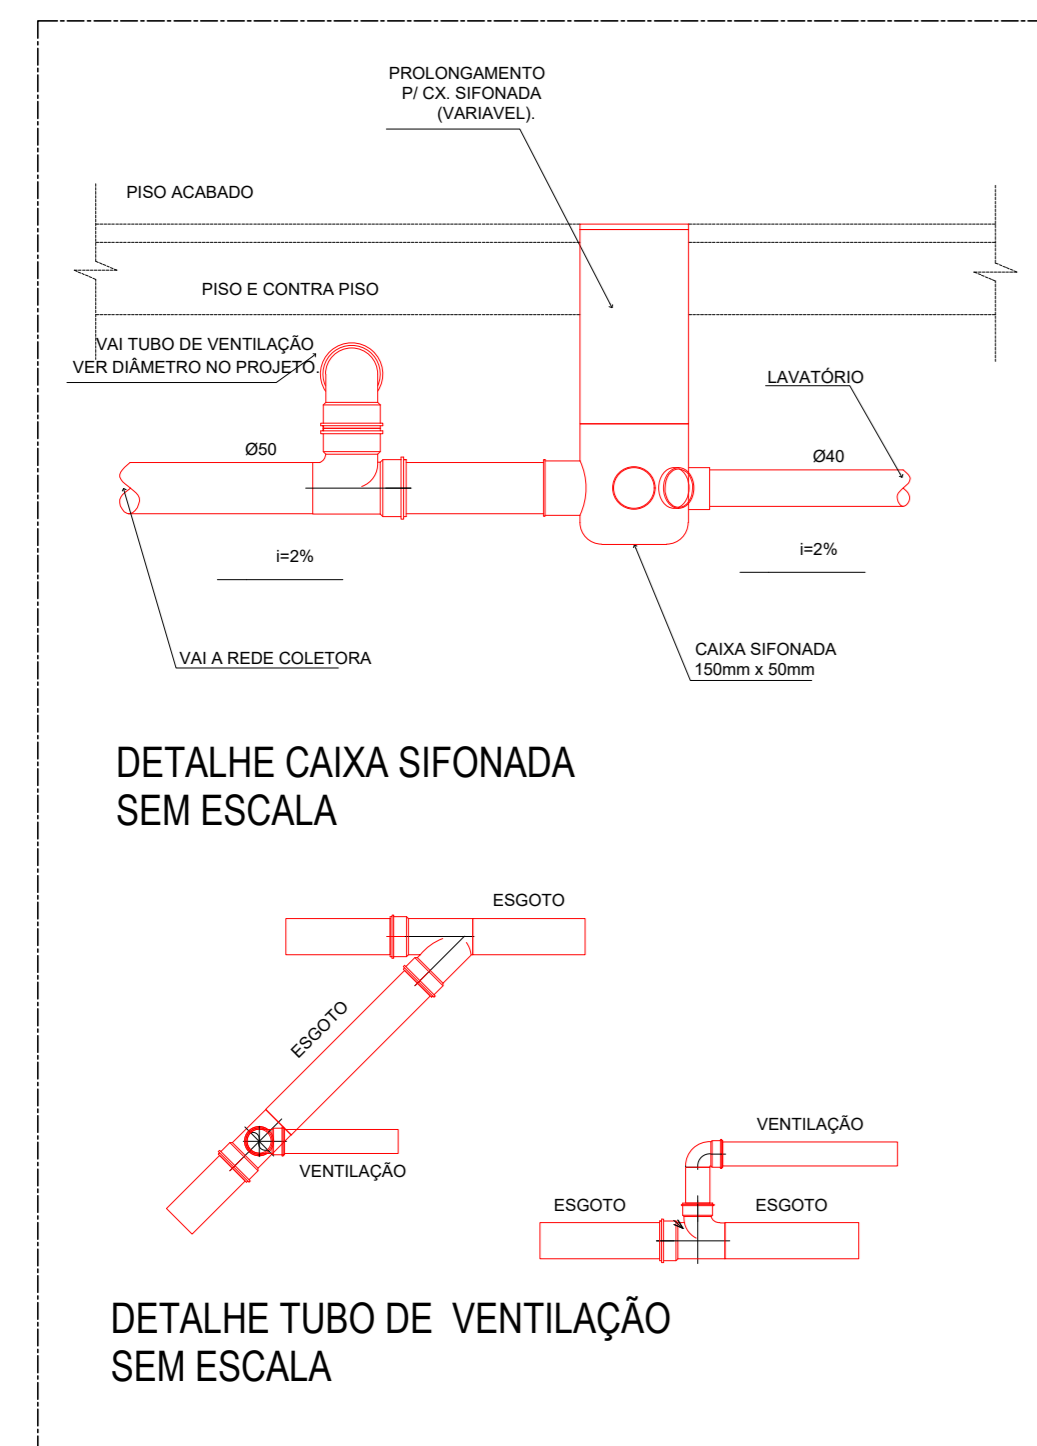 PROLONGAMENTO
P/ CX. SIFONADA
(VARIAVEL).
PISO ACABADO
PISO E CONTRA PISO
VAI TUBO DE VENTILAÇÃO
VER DIÂMETRO NO PROJETO.
LAVATÓRIO
Ø50
Ø40
i=2%
i=2%
VAI A REDE COLETORA
CAIXA SIFONADA
150mm x 50mm
DETALHE CAIXA SIFONADA
SEM ESCALA
ESGOTO
ESGOTO
VENTILAÇÃO
VENTILAÇÃO
ESGOTO
ESGOTO
DETALHE TUBO DE VENTILAÇÃO
SEM ESCALA